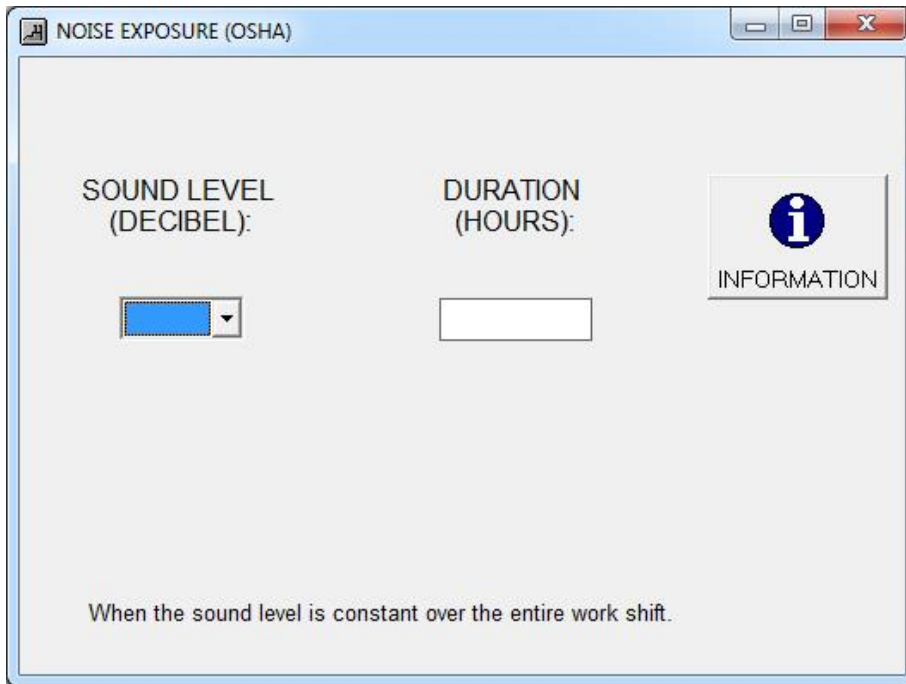 NOISE EXPOSURE (OSHA)
SOUND LEVEL
(DECIBEL):
DURATION
(HOURS):
INFORMATION
When the sound level is constant over the entire work shift.